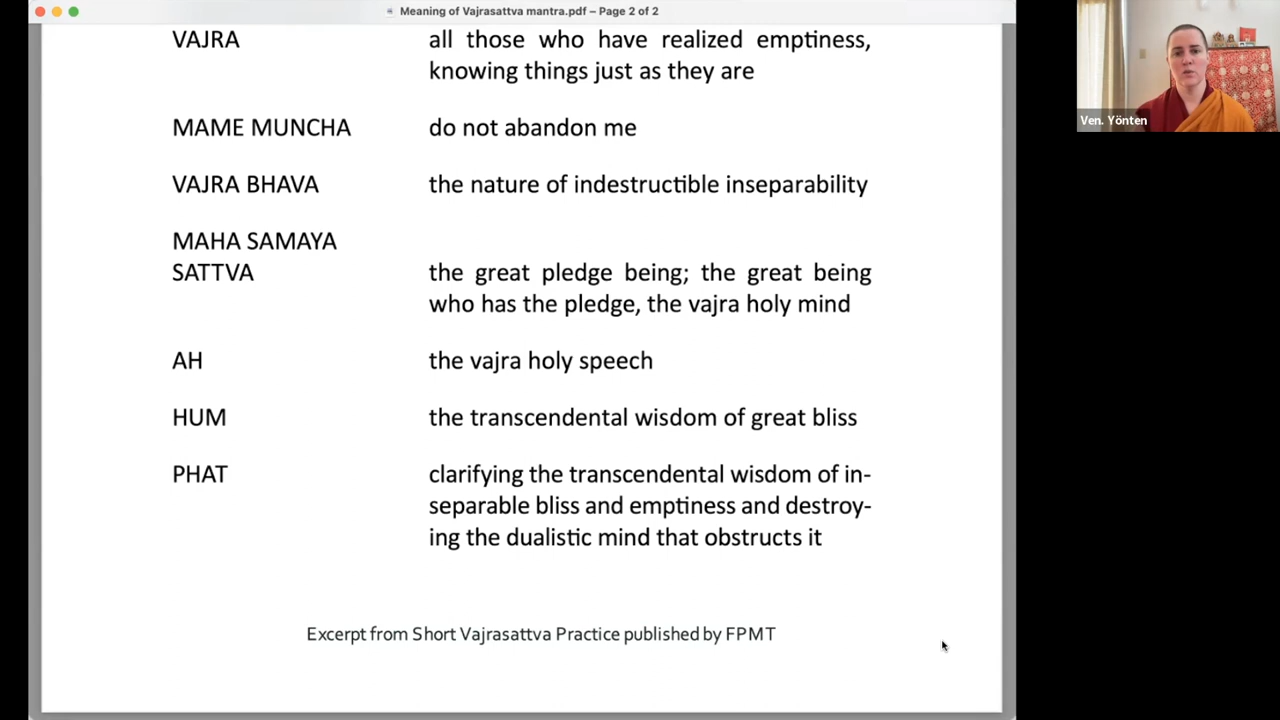 Meaning of Vajrasattva mantra.pdf – Page 2 of 2
VAJRA all those who have realized emptiness,
knowing things just as they are
MAME MUNCHA do not abandon me
VAJRA BHAVA the nature of indestructible inseparability
MAHA SAMAYA
SATTVA the great pledge being; the great being
who has the pledge, the vajra holy mind
AH the vajra holy speech
HUM the transcendental wisdom of great bliss
PHAT clarifying the transcendental wisdom of in-
separable bliss and emptiness and destroy-
ing the dualistic mind that obstructs it
Excerpt from Short Vajrasattva Practice published by FPMT
Ven. Yönten